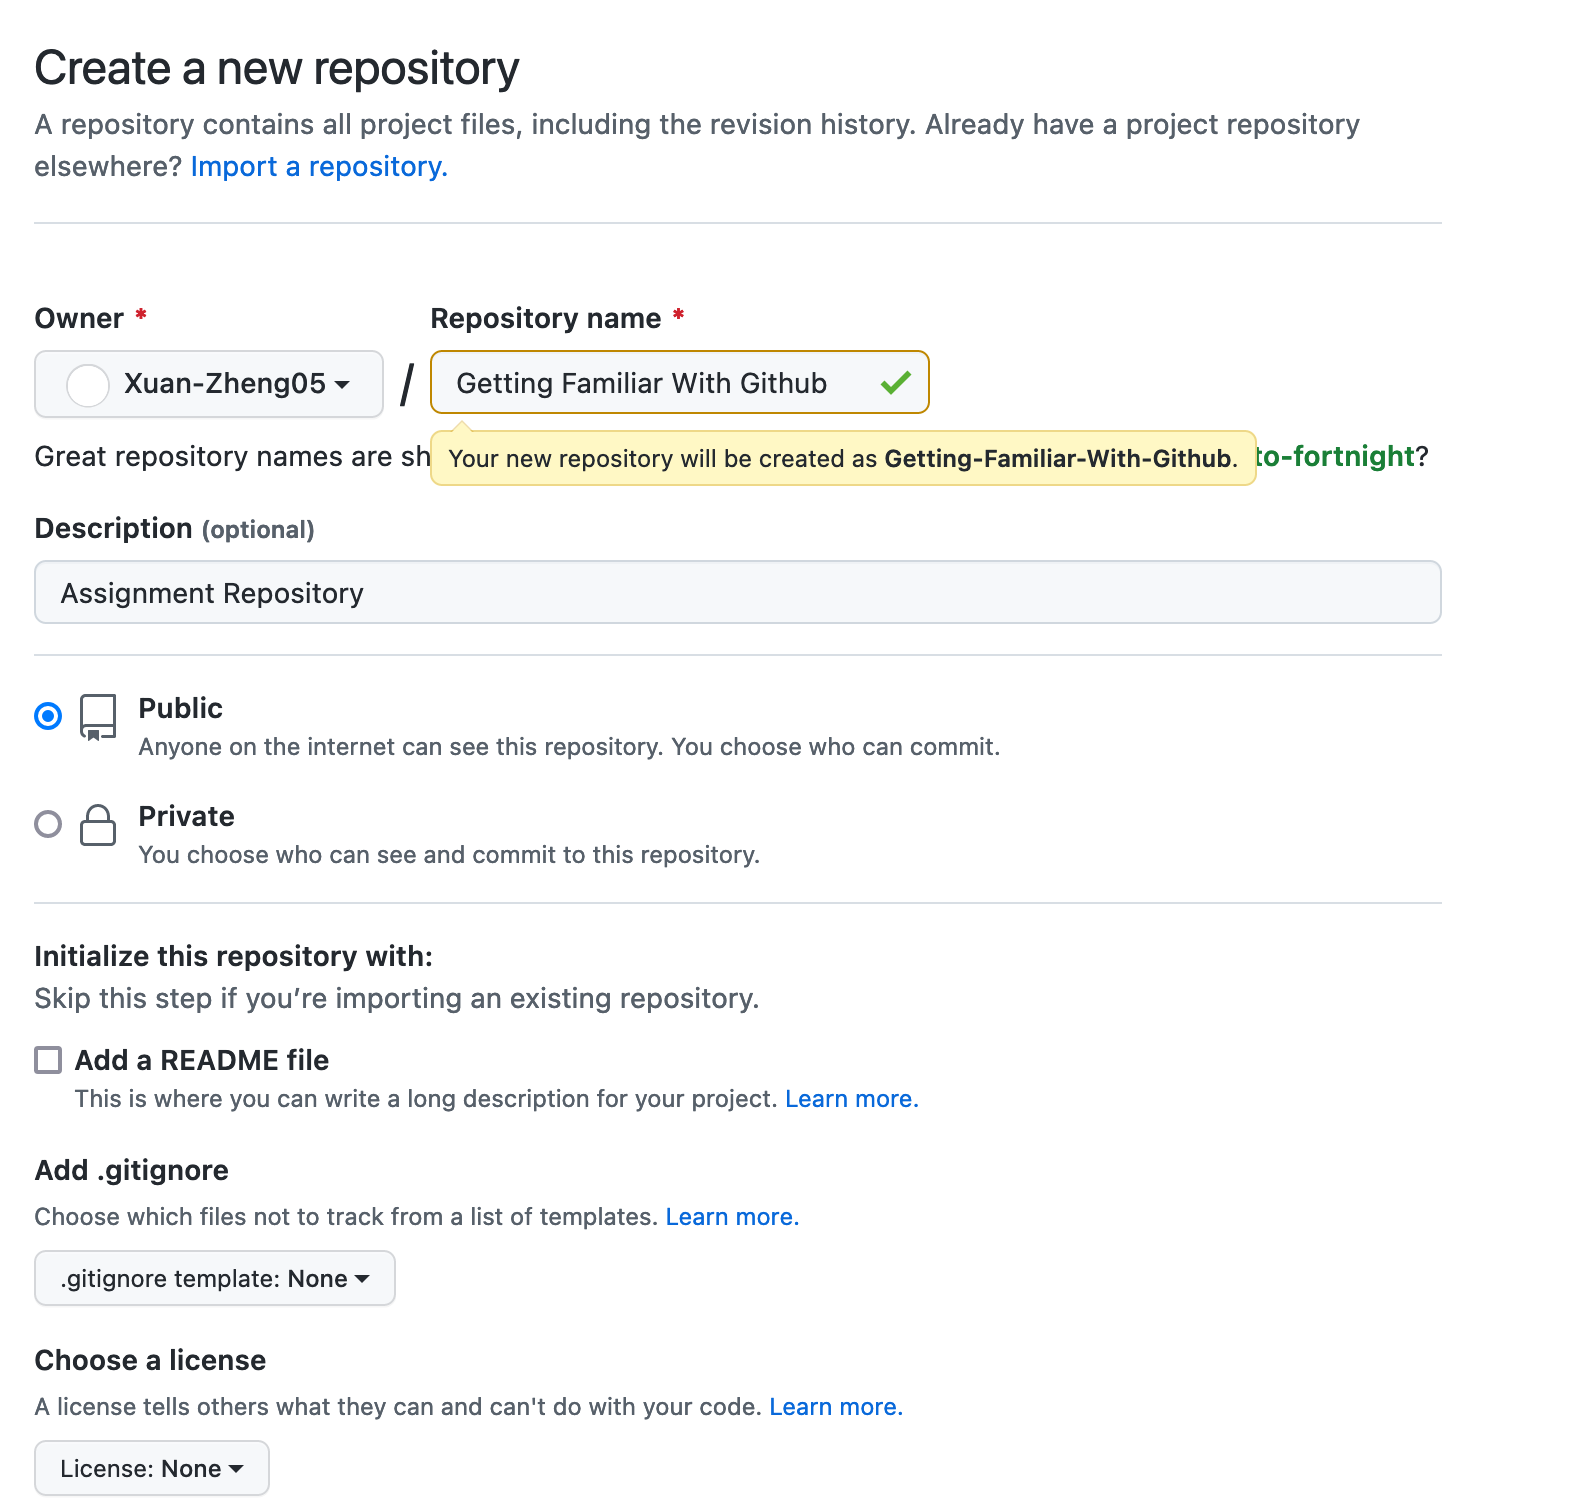 Create a new repository
A repository contains all project files, including the revision history. Already have a project repository
elsewhere? Import a repository.
Owner * Repository name *
Xuan-Zheng05 / Getting Familiar With Github
Great repository names are sh
Your new repository will be created as Getting-Familiar-With-Github.
to-fortnight?
Description (optional)
Assignment Repository
Public
Anyone on the internet can see this repository. You choose who can commit.
Private
You choose who can see and commit to this repository.
Initialize this repository with:
Skip this step if you’re importing an existing repository.
Add a README file
This is where you can write a long description for your project. Learn more.
Add .gitignore
Choose which files not to track from a list of templates. Learn more.
.gitignore template: None
Choose a license
A license tells others what they can and can't do with your code. Learn more.
License: None